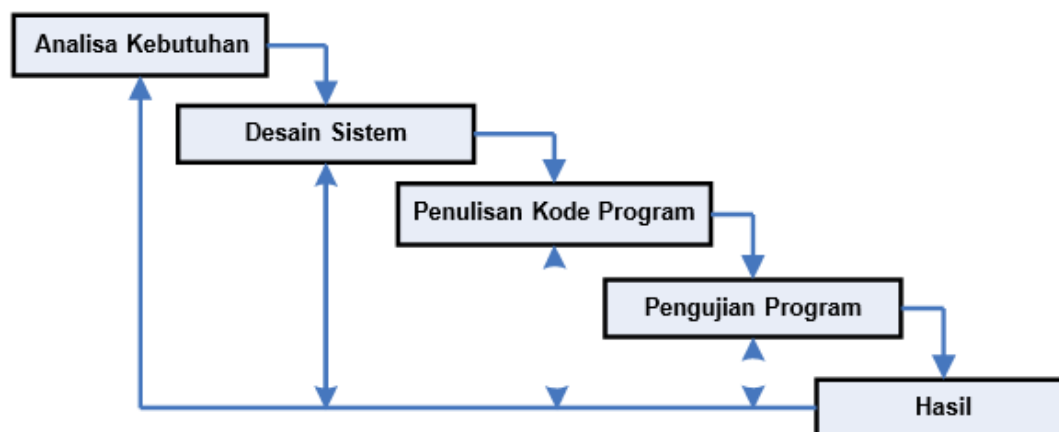 Analisa Kebutuhan
Desain Sistem
Penulisan Kode Program
Pengujian Program
Hasil